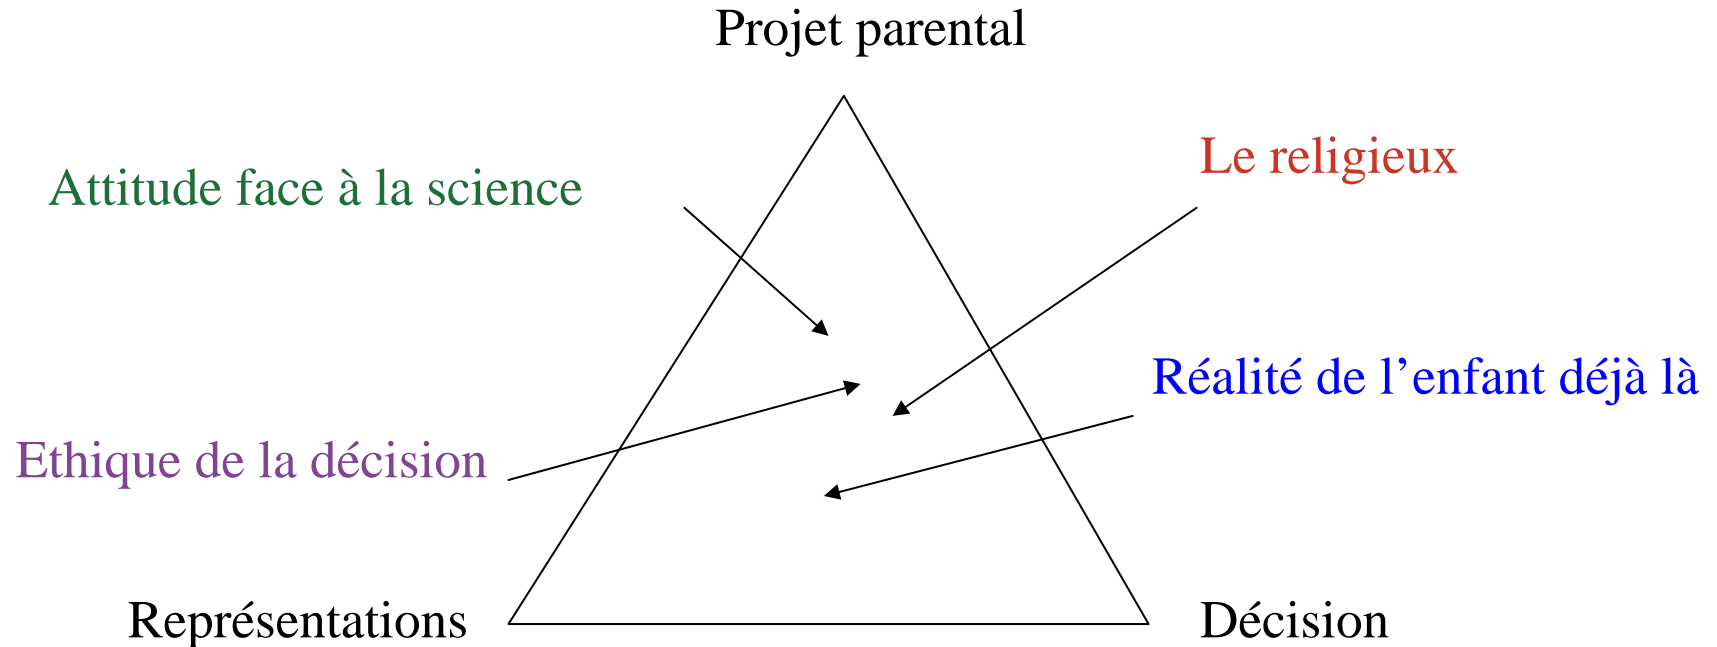 Projet parental
Le religieux
Attitude face à la science
Réalité de l’enfant déjà là
Ethique de la décision
Représentations
Décision